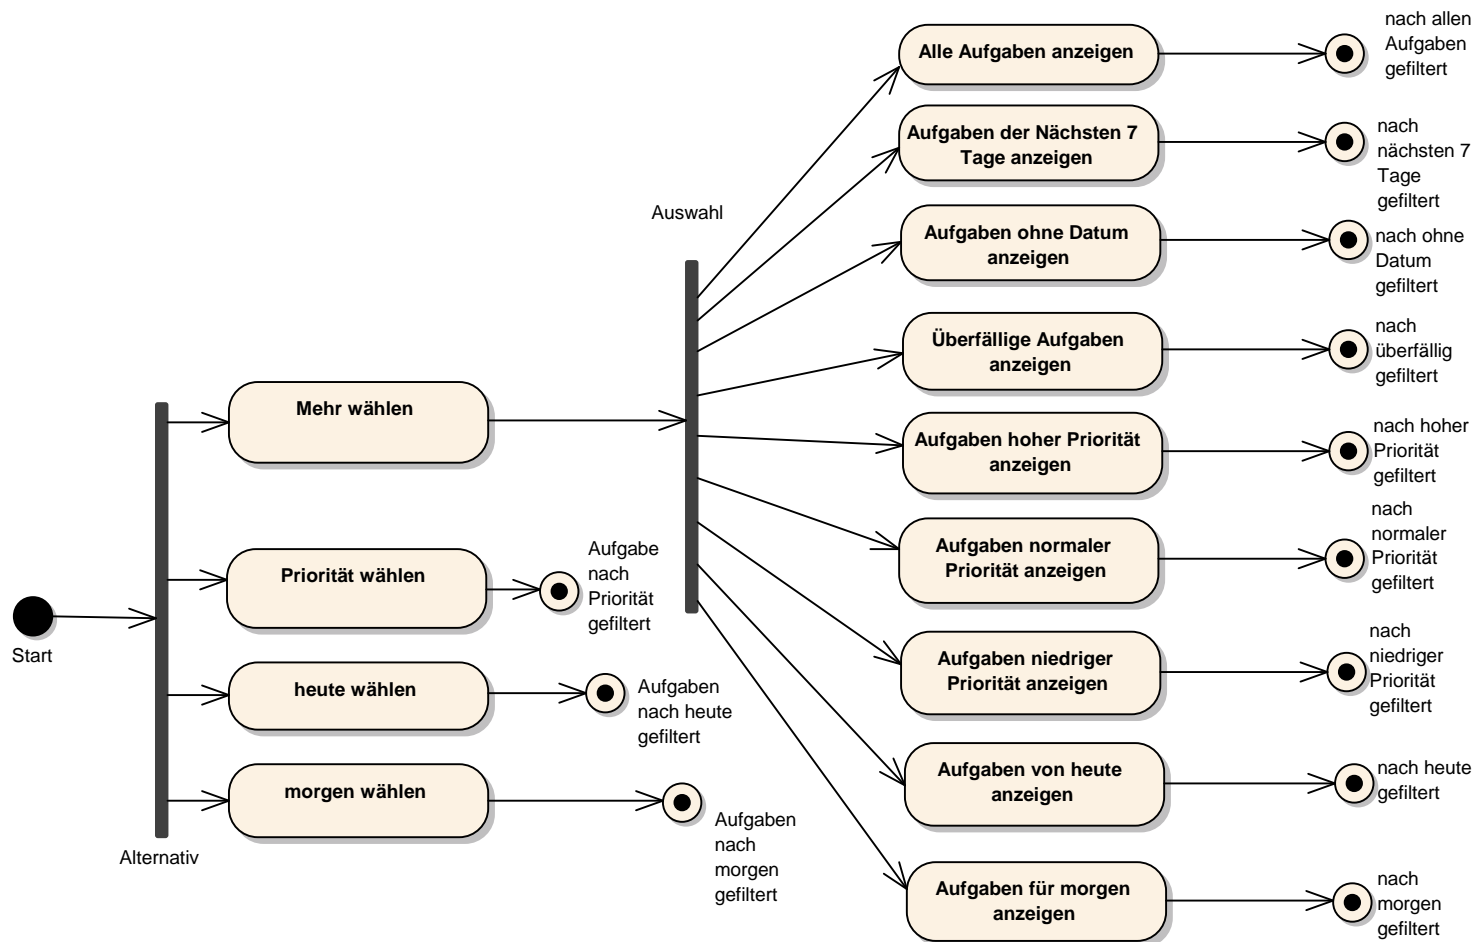 Start
Alternativ
Mehr wählen
Priorität wählen
Aufgabe
nach
Priorität
gefiltert
heute wählen
Aufgaben
nach heute
gefiltert
morgen wählen
Aufgaben
nach
morgen
gefiltert
Auswahl
Alle Aufgaben anzeigen
nach allen
Aufgaben
gefiltert
Aufgaben der Nächsten 7
Tage anzeigen
nach
nächsten 7
Tage
gefiltert
Aufgaben ohne Datum
anzeigen
nach ohne
Datum
gefiltert
Überfällige Aufgaben
anzeigen
nach
überfällig
gefiltert
Aufgaben hoher Priorität
anzeigen
nach hoher
Priorität
gefiltert
Aufgaben normaler
Priorität anzeigen
nach
normaler
Priorität
gefiltert
Aufgaben niedriger
Priorität anzeigen
nach
niedriger
Priorität
gefiltert
Aufgaben von heute
anzeigen
nach heute
gefiltert
Aufgaben für morgen
anzeigen
nach
morgen
gefiltert